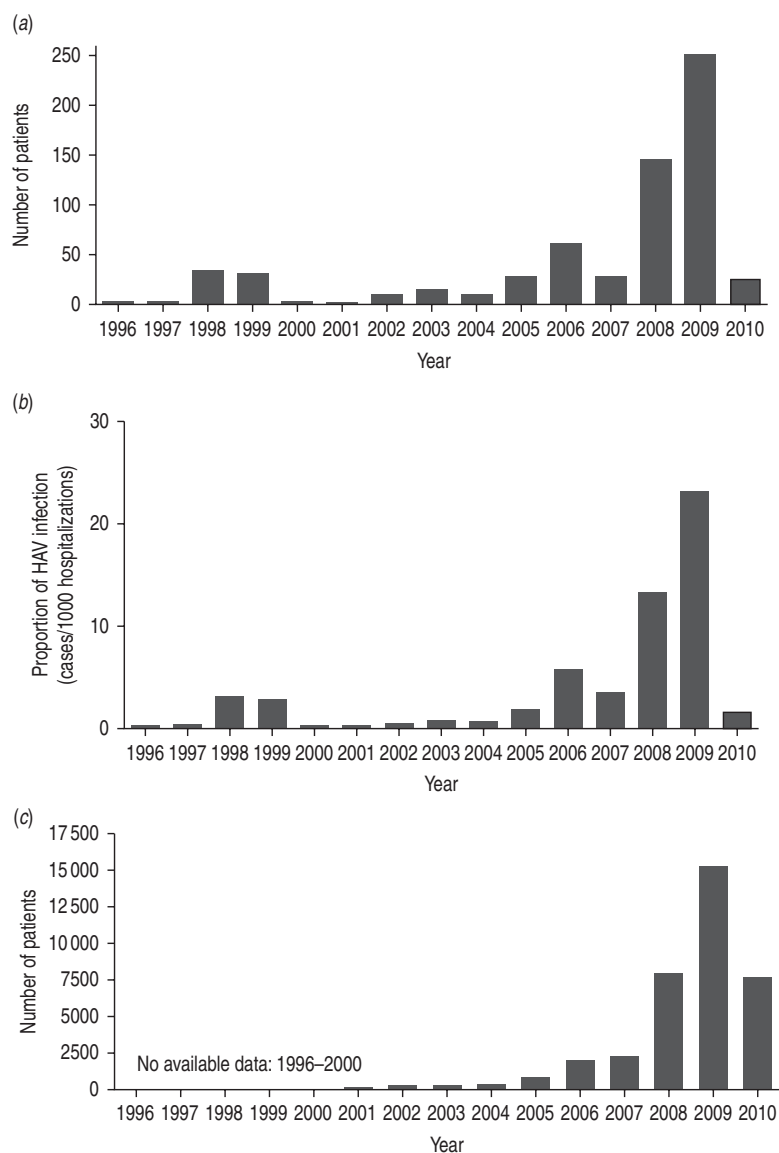 (a)
Number of patients
250
200
150
100
50
0
1996 1997 1998 1999 2000 2001 2002 2003 2004 2005 2006 2007 2008 2009 2010
Year
(b)
Proportion of HAV infection
(cases/1000 hospitalizations)
30
20
10
0
1996 1997 1998 1999 2000 2001 2002 2003 2004 2005 2006 2007 2008 2009 2010
Year
(c)
Number of patients
17 500
15 000
12 500
10 000
7500
5000
2500
0
No available data: 1996–2000
1996 1997 1998 1999 2000 2001 2002 2003 2004 2005 2006 2007 2008 2009 2010
Year